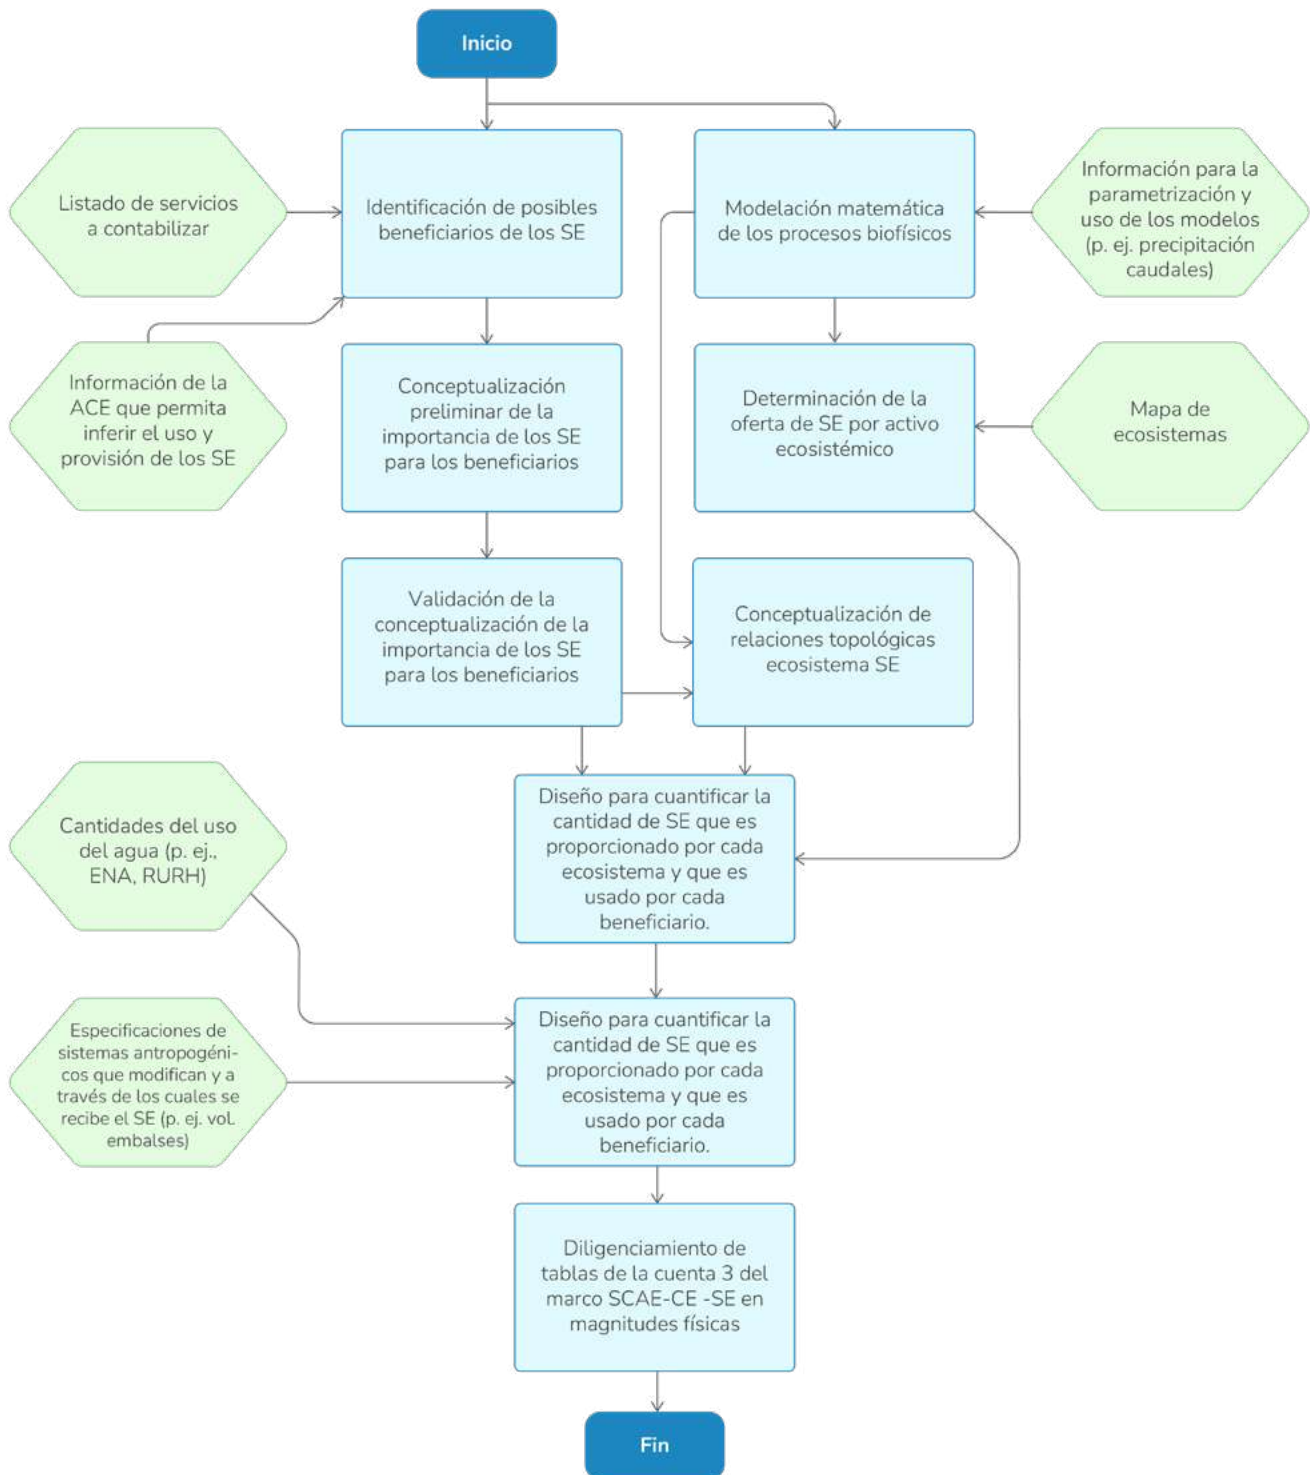 Inicio
Listado de servicios
a contabilizar
Identificación de posibles
beneficiarios de los SE
Modelación matemática
de los procesos biofísicos
Información para la
parametrización y
uso de los modelos
(p. ej. precipitación
caudales)
Información de la
ACE que permita
inferir el uso y
provisión de los SE
Conceptualización
preliminar de la
importancia de los SE
para los beneficiarios
Determinación de la
oferta de SE por activo
ecosistémico
Mapa de
ecosistemas
Validación de la
conceptualización de la
importancia de los SE
para los beneficiarios
Conceptualización de
relaciones topológicas
ecosistema SE
Cantidades del uso
del agua (p. ej.,
ENA, RURH)
Diseño para cuantificar la
cantidad de SE que es
proporcionado por cada
ecosistema y que es
usado por cada
beneficiario.
Especificaciones de
sistemas antropogéni-
cos que modifican y a
través de los cuales se
recibe el SE (p. ej. vol.
embalses)
Diseño para cuantificar la
cantidad de SE que es
proporcionado por cada
ecosistema y que es
usado por cada
beneficiario.
Diligenciamiento de
tablas de la cuenta 3 del
marco SCAE-CE -SE en
magnitudes físicas
Fin